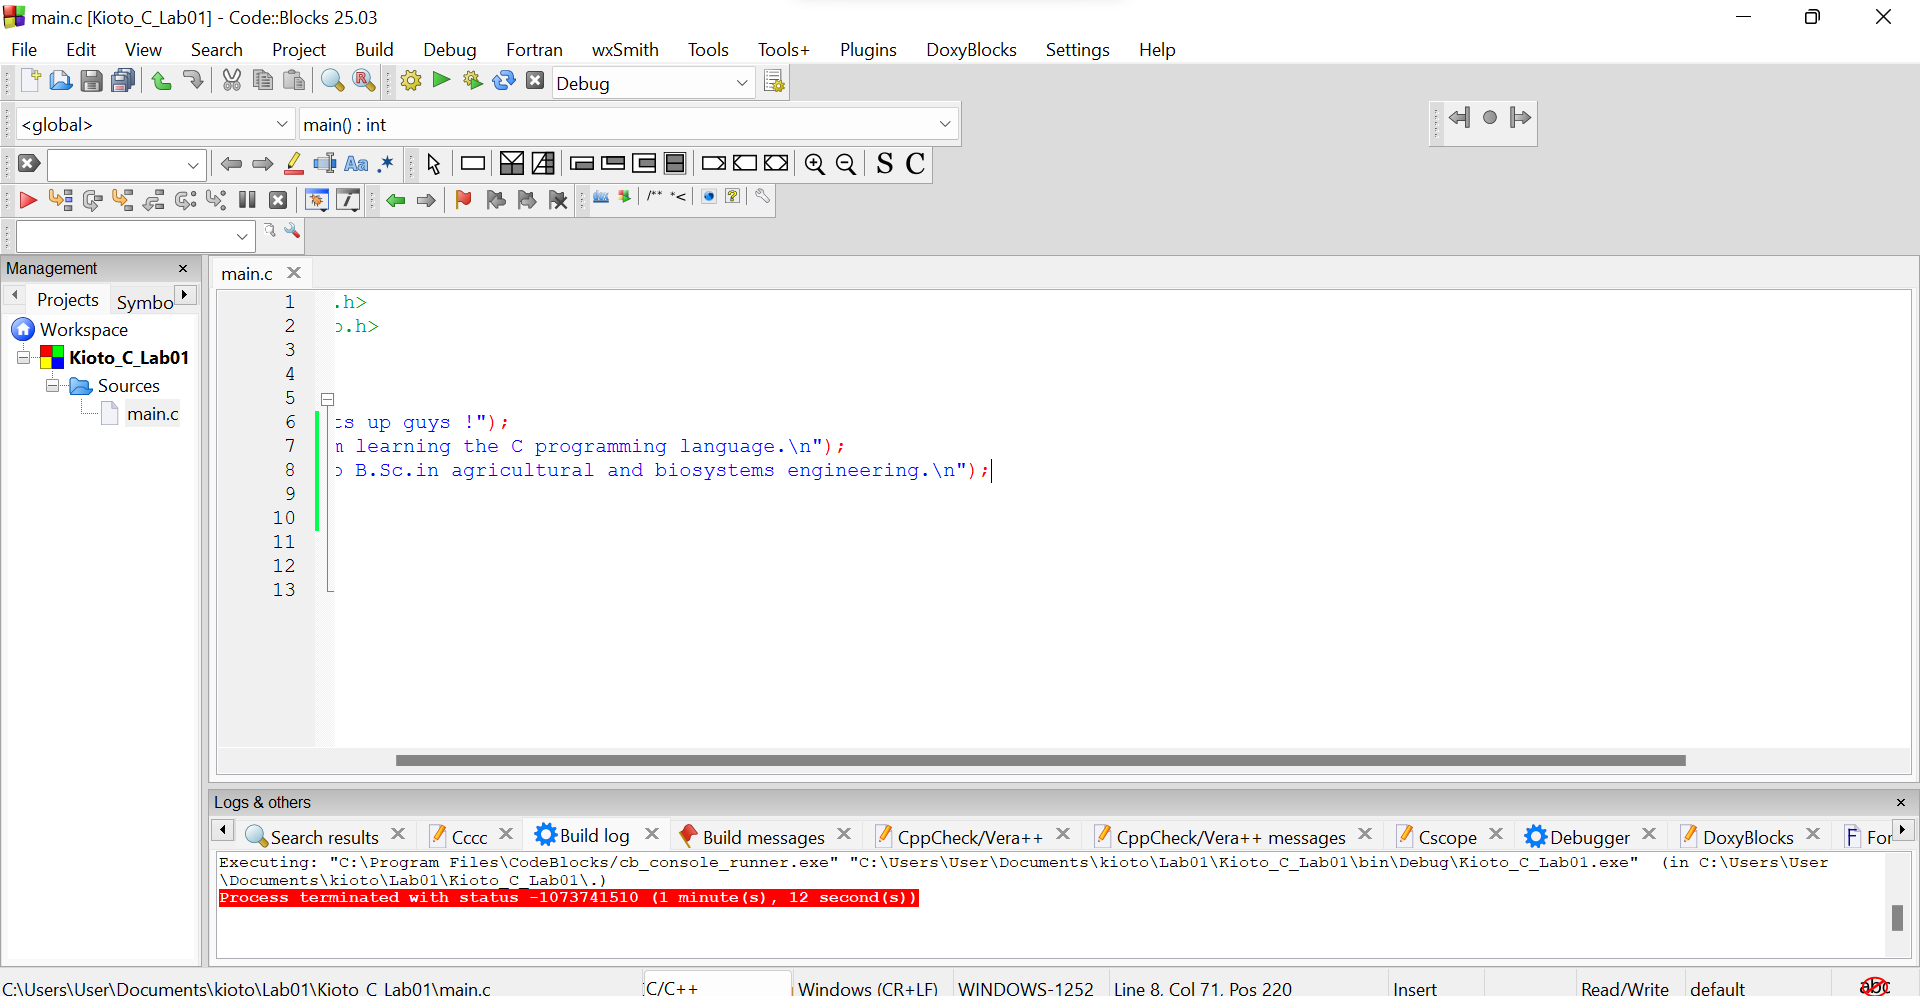 main.c [Kioto_C_Lab01] - Code::Blocks 25.03
File Edit View Search Project Build Debug Fortran wxSmith Tools Tools+ Plugins DoxyBlocks Settings Help
Debug
<global> main() : int
Aa S C
/** *<
Management
main.c
Projects Symbo
Workspace
Kioto_C_Lab01
Sources
main.c
1 .h>
2 o.h>
3
4
5
6 ts up guys !");
7 m learning the C programming language.\n");
8 o B.Sc.in agricultural and biosystems engineering.\n");
9
10
11
12
13
Logs & others
Search results Cccc Build log Build messages CppCheck/Vera++ CppCheck/Vera++ messages Cscope Debugger DoxyBlocks For
Executing: "C:\Program Files\CodeBlocks/cb_console_runner.exe" "C:\Users\User\Documents\kioto\Lab01\Kioto_C_Lab01\bin\Debug\Kioto_C_Lab01.exe"  (in C:\Users\User
\Documents\kioto\Lab01\Kioto_C_Lab01\.)
Process terminated with status -1073741510 (1 minute(s), 12 second(s))
C:\Users\User\Documents\kioto\Lab01\Kioto_C_Lab01\main.c C/C++ Windows (CR+LF) WINDOWS-1252 Line 8, Col 71, Pos 220 Insert Read/Write default abc